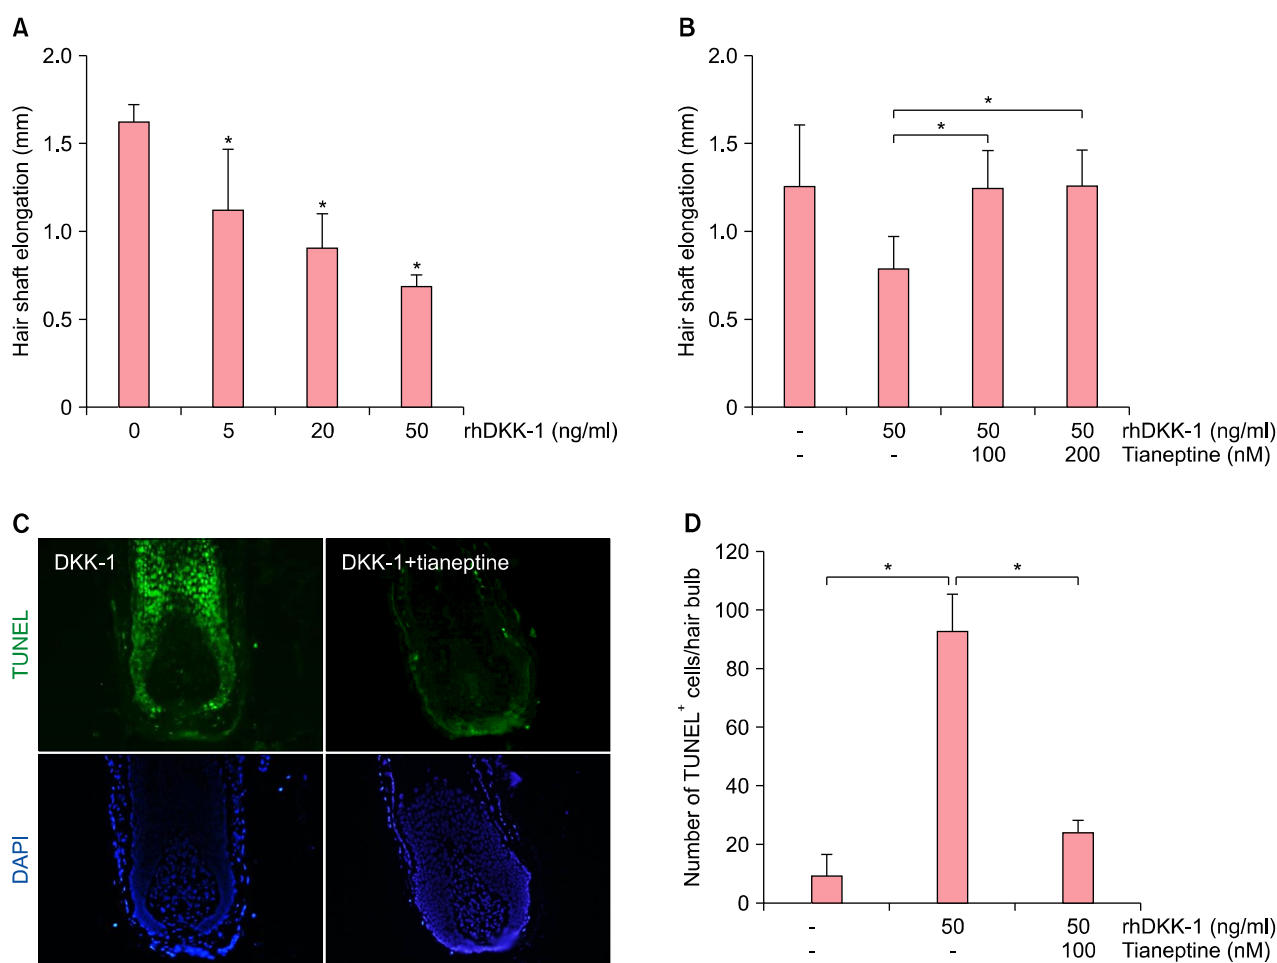 A
Hair shaft elongation (mm)
2.0
1.5
1.0
0.5
0
*
*
*
0 5 20 50 rhDKK-1 (ng/ml)
B
Hair shaft elongation (mm)
2.0
1.5
1.0
0.5
0
*
*
- 50 50 50 rhDKK-1 (ng/ml)
- - 100 200 Tianeptine (nM)
C
DKK-1
DKK-1+tianeptine
TUNEL
DAPI
D
Number of TUNEL+ cells/hair bulb
120
100
80
60
40
20
0
* *
- 50 50 rhDKK-1 (ng/ml)
- - 100 Tianeptine (nM)